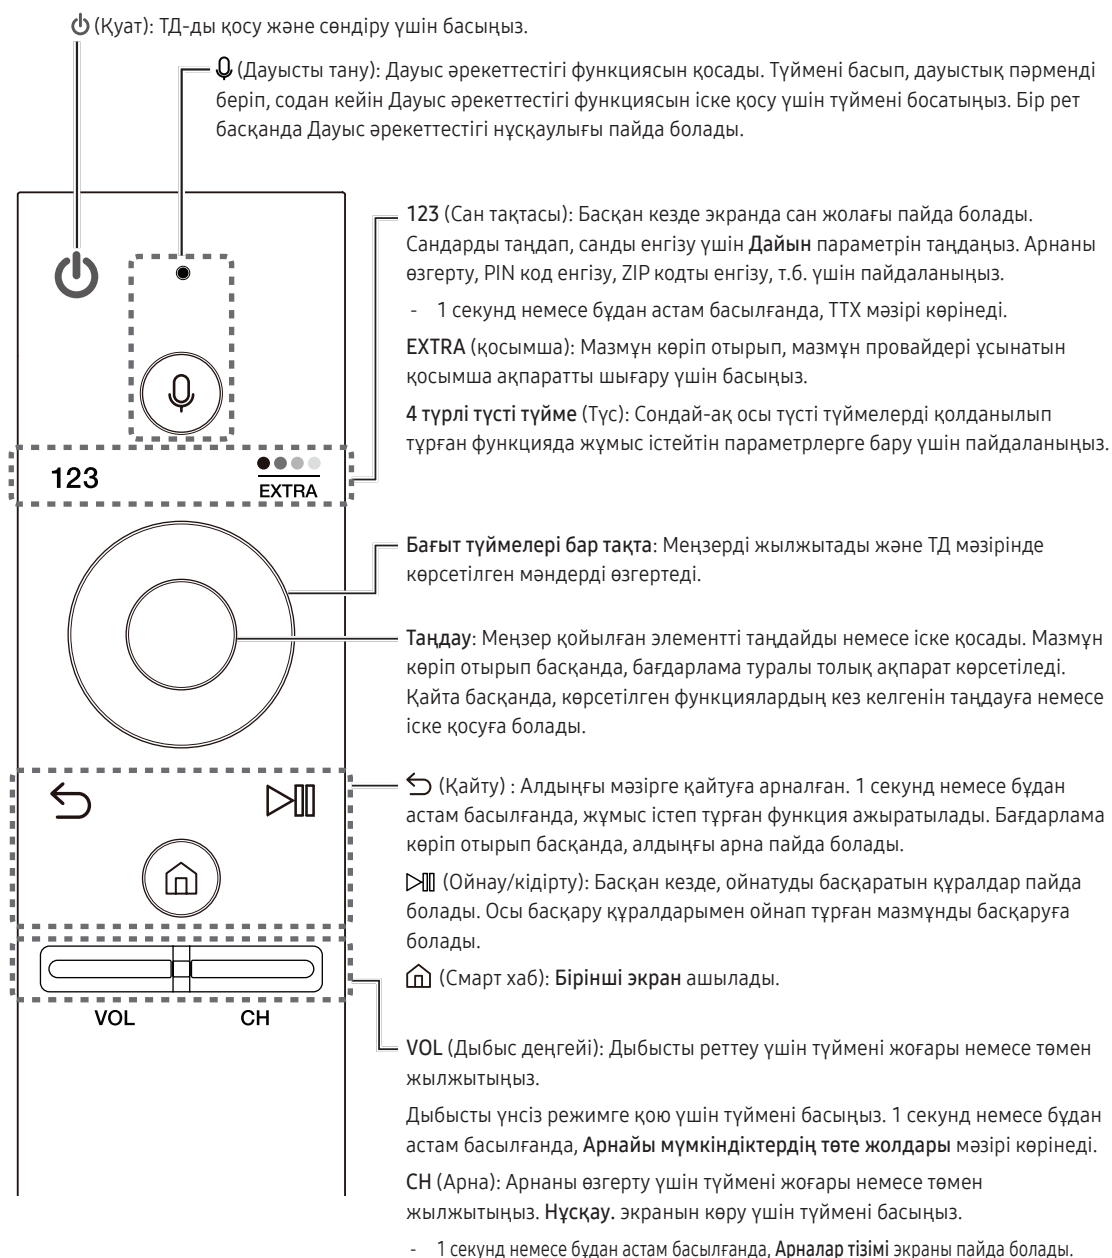 (Қуат): ТД-ды қосу және сөндіру үшін басыңыз.
(Дауысты тану): Дауыс әрекеттестігі функциясын қосады. Түймені басып, дауыстық пәрменді
беріп, содан кейін Дауыс әрекеттестігі функциясын іске қосу үшін түймені босатыңыз. Бір рет
басқанда Дауыс әрекеттестігі нұсқаулығы пайда болады.
123 (Сан тақтасы): Басқан кезде экранда сан жолағы пайда болады.
Сандарды таңдап, санды енгізу үшін Дайын параметрін таңдаңыз. Арнаны
өзгерту, PIN код енгізу, ZIP кодты енгізу, т.б. үшін пайдаланыңыз.
- 1 секунд немесе бұдан астам басылғанда, TTX мәзірі көрінеді.
EXTRA (қосымша): Мазмұн көріп отырып, мазмұн провайдері ұсынатын
қосымша ақпаратты шығару үшін басыңыз.
4 түрлі түсті түйме (Түс): Сондай-ақ осы түсті түймелерді қолданылып
тұрған функцияда жұмыс істейтін параметрлерге бару үшін пайдаланыңыз.
123
EXTRA
Бағыт түймелері бар тақта: Меңзерді жылжытады және ТД мәзірінде
көрсетілген мәндерді өзгертеді.
Таңдау: Меңзер қойылған элементті таңдайды немесе іске қосады. Мазмұн
көріп отырып басқанда, бағдарлама туралы толық ақпарат көрсетіледі.
Қайта басқанда, көрсетілген функциялардың кез келгенін таңдауға немесе
іске қосуға болады.
(Қайту) : Алдыңғы мәзірге қайтуға арналған. 1 секунд немесе бұдан
астам басылғанда, жұмыс істеп тұрған функция ажыратылады. Бағдарлама
көріп отырып басқанда, алдыңғы арна пайда болады.
(Ойнау/кідірту): Басқан кезде, ойнатуды басқаратын құралдар пайда
болады. Осы басқару құралдарымен ойнап тұрған мазмұнды басқаруға
болады.
(Смарт хаб): Бірінші экран ашылады.
VOL
CH
VOL (Дыбыс деңгейі): Дыбысты реттеу үшін түймені жоғары немесе төмен
жылжытыңыз.
Дыбысты үнсіз режимге қою үшін түймені басыңыз. 1 секунд немесе бұдан
астам басылғанда, Арнайы мүмкіндіктердің төте жолдары мәзірі көрінеді.
CH (Арна): Арнаны өзгерту үшін түймені жоғары немесе төмен
жылжытыңыз. Нұсқау. экранын көру үшін түймені басыңыз.
- 1 секунд немесе бұдан астам басылғанда, Арналар тізімі экраны пайда болады.